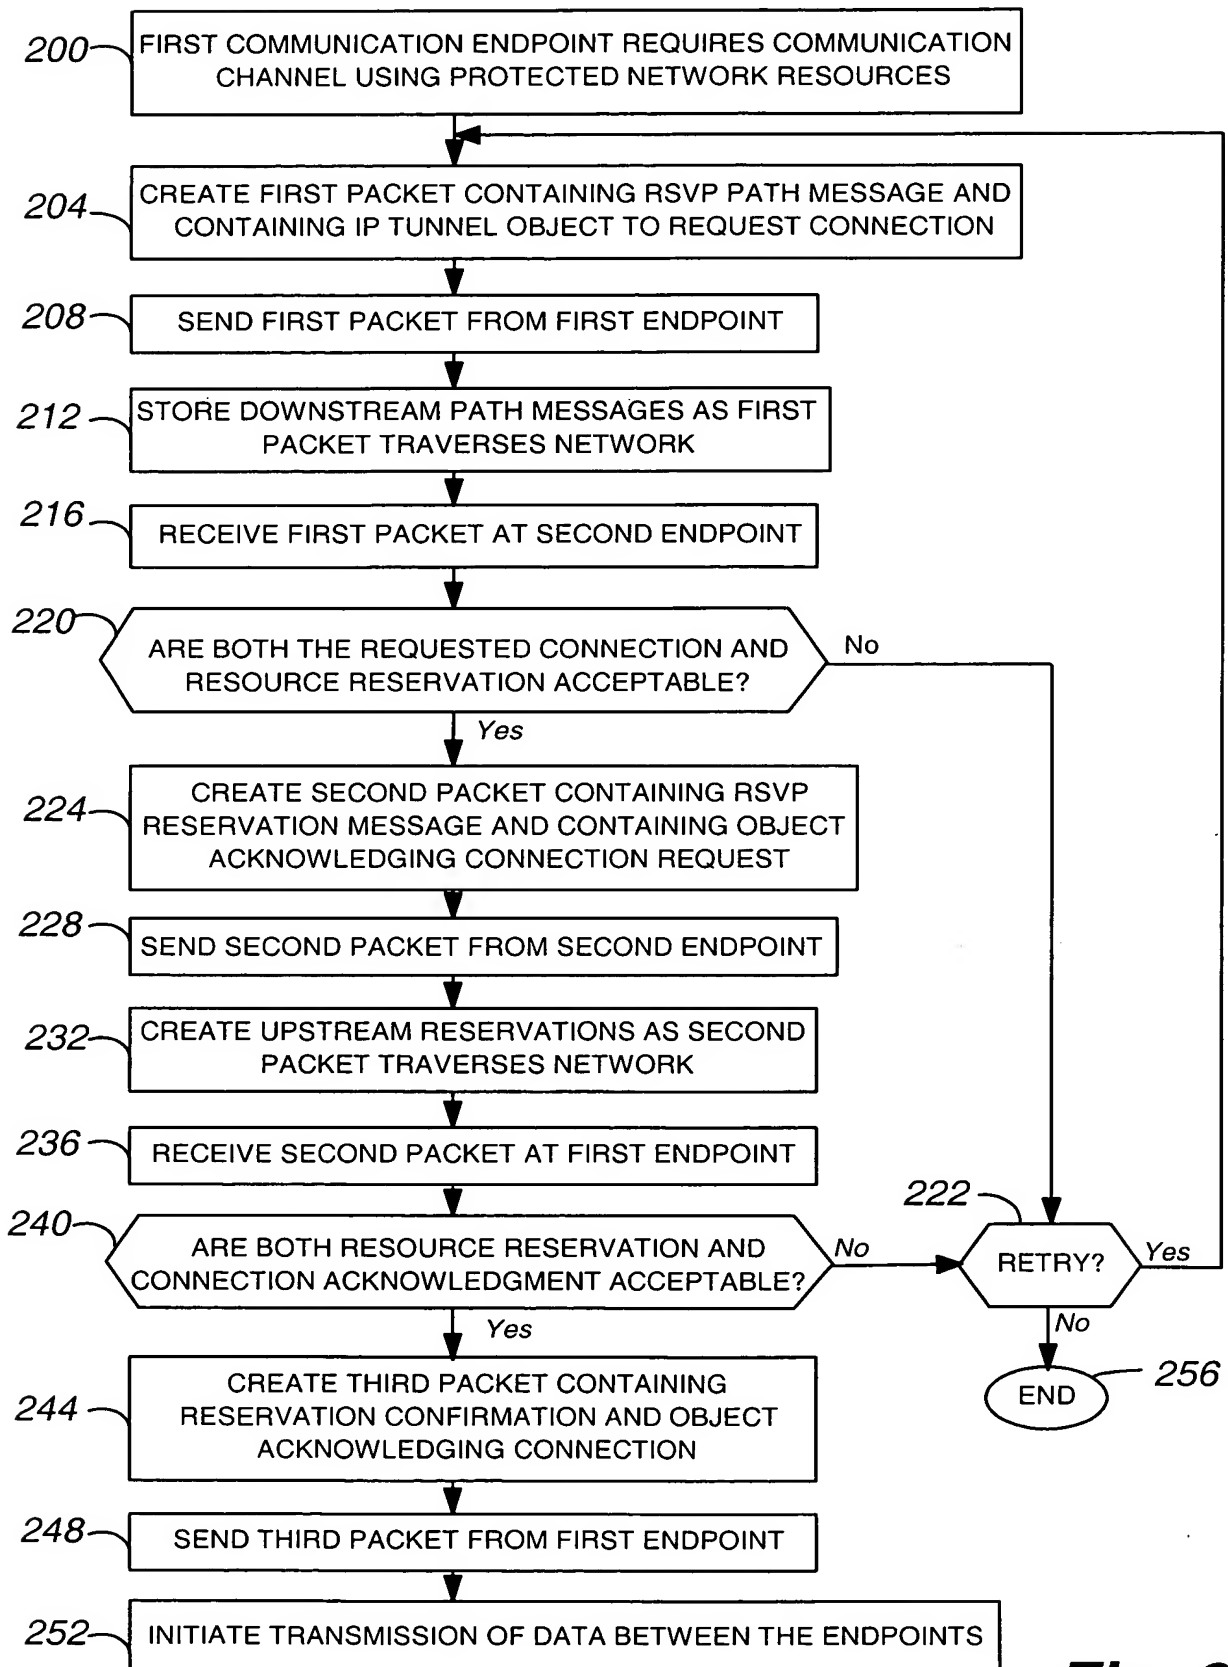 200
FIRST COMMUNICATION ENDPOINT REQUIRES COMMUNICATION
CHANNEL USING PROTECTED NETWORK RESOURCES
204
CREATE FIRST PACKET CONTAINING RSVP PATH MESSAGE AND
CONTAINING IP TUNNEL OBJECT TO REQUEST CONNECTION
208
SEND FIRST PACKET FROM FIRST ENDPOINT
212
STORE DOWNSTREAM PATH MESSAGES AS FIRST
PACKET TRAVERSES NETWORK
216
RECEIVE FIRST PACKET AT SECOND ENDPOINT
220
ARE BOTH THE REQUESTED CONNECTION AND
RESOURCE RESERVATION ACCEPTABLE?
No
Yes
224
CREATE SECOND PACKET CONTAINING RSVP
RESERVATION MESSAGE AND CONTAINING OBJECT
ACKNOWLEDGING CONNECTION REQUEST
228
SEND SECOND PACKET FROM SECOND ENDPOINT
232
CREATE UPSTREAM RESERVATIONS AS SECOND
PACKET TRAVERSES NETWORK
236
RECEIVE SECOND PACKET AT FIRST ENDPOINT
240
ARE BOTH RESOURCE RESERVATION AND
CONNECTION ACKNOWLEDGMENT ACCEPTABLE?
No
Yes
222
RETRY?
Yes
No
END
256
244
CREATE THIRD PACKET CONTAINING
RESERVATION CONFIRMATION AND OBJECT
ACKNOWLEDGING CONNECTION
248
SEND THIRD PACKET FROM FIRST ENDPOINT
252
INITIATE TRANSMISSION OF DATA BETWEEN THE ENDPOINTS